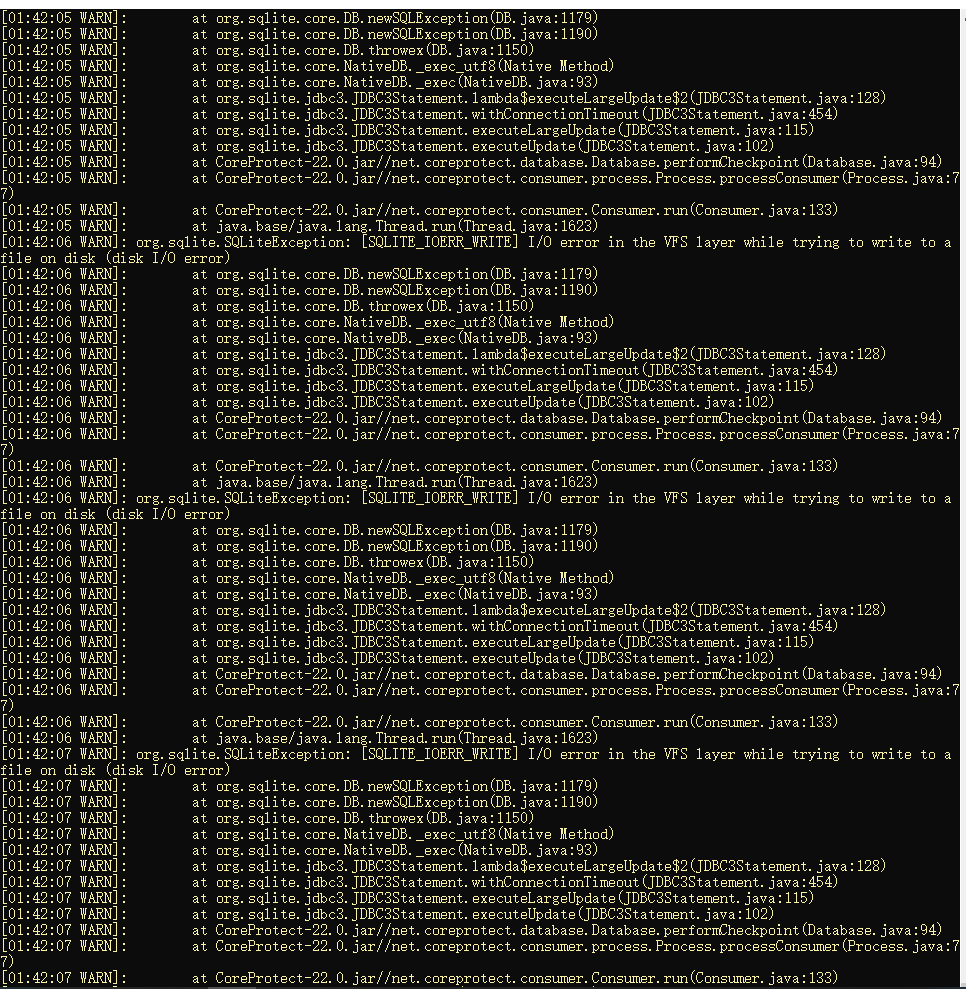 [01:42:05 WARN]:        at org.sqlite.core.DB.newSQLException(DB.java:1179)
[01:42:05 WARN]:        at org.sqlite.core.DB.newSQLException(DB.java:1190)
[01:42:05 WARN]:        at org.sqlite.core.DB.throwex(DB.java:1150)
[01:42:05 WARN]:        at org.sqlite.core.NativeDB._exec_utf8(Native Method)
[01:42:05 WARN]:        at org.sqlite.core.NativeDB._exec(NativeDB.java:93)
[01:42:05 WARN]:        at org.sqlite.jdbc3.JDBC3Statement.lambda$executeLargeUpdate$2(JDBC3Statement.java:128)
[01:42:05 WARN]:        at org.sqlite.jdbc3.JDBC3Statement.withConnectionTimeout(JDBC3Statement.java:454)
[01:42:05 WARN]:        at org.sqlite.jdbc3.JDBC3Statement.executeLargeUpdate(JDBC3Statement.java:115)
[01:42:05 WARN]:        at org.sqlite.jdbc3.JDBC3Statement.executeUpdate(JDBC3Statement.java:102)
[01:42:05 WARN]:        at CoreProtect-22.0.jar//net.coreprotect.database.Database.performCheckpoint(Database.java:94)
[01:42:05 WARN]:        at CoreProtect-22.0.jar//net.coreprotect.consumer.process.Process.processConsumer(Process.java:7
7)
[01:42:05 WARN]:        at CoreProtect-22.0.jar//net.coreprotect.consumer.Consumer.run(Consumer.java:133)
[01:42:05 WARN]:        at java.base/java.lang.Thread.run(Thread.java:1623)
[01:42:06 WARN]: org.sqlite.SQLiteException: [SQLITE_IOERR_WRITE] I/O error in the VFS layer while trying to write to a
file on disk (disk I/O error)
[01:42:06 WARN]:        at org.sqlite.core.DB.newSQLException(DB.java:1179)
[01:42:06 WARN]:        at org.sqlite.core.DB.newSQLException(DB.java:1190)
[01:42:06 WARN]:        at org.sqlite.core.DB.throwex(DB.java:1150)
[01:42:06 WARN]:        at org.sqlite.core.NativeDB._exec_utf8(Native Method)
[01:42:06 WARN]:        at org.sqlite.core.NativeDB._exec(NativeDB.java:93)
[01:42:06 WARN]:        at org.sqlite.jdbc3.JDBC3Statement.lambda$executeLargeUpdate$2(JDBC3Statement.java:128)
[01:42:06 WARN]:        at org.sqlite.jdbc3.JDBC3Statement.withConnectionTimeout(JDBC3Statement.java:454)
[01:42:06 WARN]:        at org.sqlite.jdbc3.JDBC3Statement.executeLargeUpdate(JDBC3Statement.java:115)
[01:42:06 WARN]:        at org.sqlite.jdbc3.JDBC3Statement.executeUpdate(JDBC3Statement.java:102)
[01:42:06 WARN]:        at CoreProtect-22.0.jar//net.coreprotect.database.Database.performCheckpoint(Database.java:94)
[01:42:06 WARN]:        at CoreProtect-22.0.jar//net.coreprotect.consumer.process.Process.processConsumer(Process.java:7
7)
[01:42:06 WARN]:        at CoreProtect-22.0.jar//net.coreprotect.consumer.Consumer.run(Consumer.java:133)
[01:42:06 WARN]:        at java.base/java.lang.Thread.run(Thread.java:1623)
[01:42:06 WARN]: org.sqlite.SQLiteException: [SQLITE_IOERR_WRITE] I/O error in the VFS layer while trying to write to a
file on disk (disk I/O error)
[01:42:06 WARN]:        at org.sqlite.core.DB.newSQLException(DB.java:1179)
[01:42:06 WARN]:        at org.sqlite.core.DB.newSQLException(DB.java:1190)
[01:42:06 WARN]:        at org.sqlite.core.DB.throwex(DB.java:1150)
[01:42:06 WARN]:        at org.sqlite.core.NativeDB._exec_utf8(Native Method)
[01:42:06 WARN]:        at org.sqlite.core.NativeDB._exec(NativeDB.java:93)
[01:42:06 WARN]:        at org.sqlite.jdbc3.JDBC3Statement.lambda$executeLargeUpdate$2(JDBC3Statement.java:128)
[01:42:06 WARN]:        at org.sqlite.jdbc3.JDBC3Statement.withConnectionTimeout(JDBC3Statement.java:454)
[01:42:06 WARN]:        at org.sqlite.jdbc3.JDBC3Statement.executeLargeUpdate(JDBC3Statement.java:115)
[01:42:06 WARN]:        at org.sqlite.jdbc3.JDBC3Statement.executeUpdate(JDBC3Statement.java:102)
[01:42:06 WARN]:        at CoreProtect-22.0.jar//net.coreprotect.database.Database.performCheckpoint(Database.java:94)
[01:42:06 WARN]:        at CoreProtect-22.0.jar//net.coreprotect.consumer.process.Process.processConsumer(Process.java:7
7)
[01:42:06 WARN]:        at CoreProtect-22.0.jar//net.coreprotect.consumer.Consumer.run(Consumer.java:133)
[01:42:06 WARN]:        at java.base/java.lang.Thread.run(Thread.java:1623)
[01:42:07 WARN]: org.sqlite.SQLiteException: [SQLITE_IOERR_WRITE] I/O error in the VFS layer while trying to write to a
file on disk (disk I/O error)
[01:42:07 WARN]:        at org.sqlite.core.DB.newSQLException(DB.java:1179)
[01:42:07 WARN]:        at org.sqlite.core.DB.newSQLException(DB.java:1190)
[01:42:07 WARN]:        at org.sqlite.core.DB.throwex(DB.java:1150)
[01:42:07 WARN]:        at org.sqlite.core.NativeDB._exec_utf8(Native Method)
[01:42:07 WARN]:        at org.sqlite.core.NativeDB._exec(NativeDB.java:93)
[01:42:07 WARN]:        at org.sqlite.jdbc3.JDBC3Statement.lambda$executeLargeUpdate$2(JDBC3Statement.java:128)
[01:42:07 WARN]:        at org.sqlite.jdbc3.JDBC3Statement.withConnectionTimeout(JDBC3Statement.java:454)
[01:42:07 WARN]:        at org.sqlite.jdbc3.JDBC3Statement.executeLargeUpdate(JDBC3Statement.java:115)
[01:42:07 WARN]:        at org.sqlite.jdbc3.JDBC3Statement.executeUpdate(JDBC3Statement.java:102)
[01:42:07 WARN]:        at CoreProtect-22.0.jar//net.coreprotect.database.Database.performCheckpoint(Database.java:94)
[01:42:07 WARN]:        at CoreProtect-22.0.jar//net.coreprotect.consumer.process.Process.processConsumer(Process.java:7
7)
[01:42:07 WARN]:        at CoreProtect-22.0.jar//net.coreprotect.consumer.Consumer.run(Consumer.java:133)